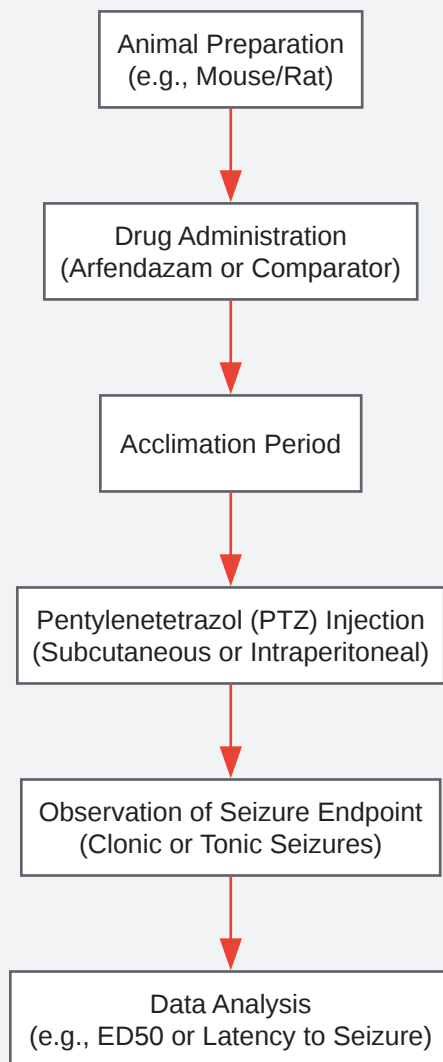 Animal Preparation
(e.g., Mouse/Rat)
Drug Administration
(Arfendazam or Comparator)
Acclimation Period
Pentylenetetrazol (PTZ) Injection
(Subcutaneous or Intraperitoneal)
Observation of Seizure Endpoint
(Clonic or Tonic Seizures)
Data Analysis
(e.g., ED50 or Latency to Seizure)